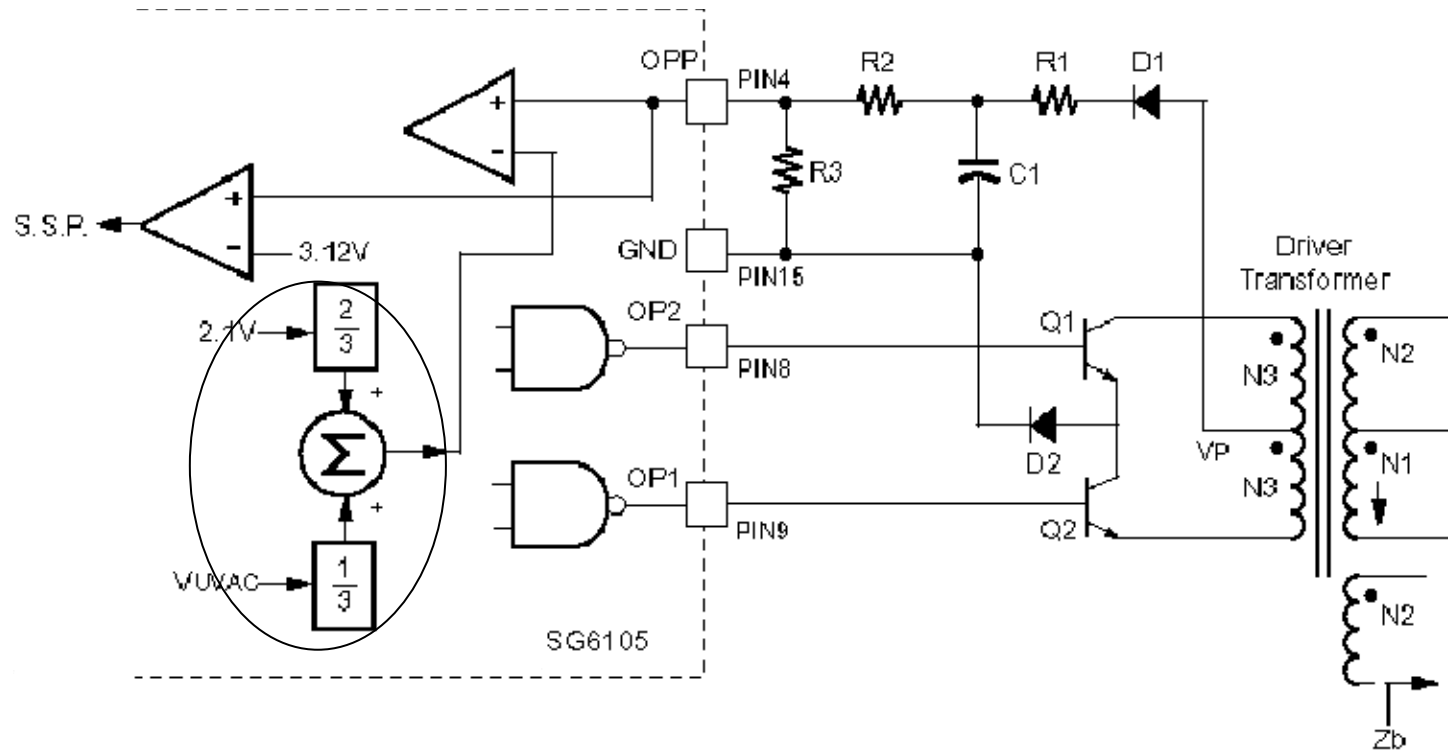 OPP
PIN4
R2
R1
D1
+
−
R3
C1
S.S.P.
+
−
3.12V
GND
PIN15
Driver
Transformer
2.1V
2
3
OP2
PIN8
Q1
N3
N2
+
Σ
D2
VP
N3
N1
+
OP1
PIN9
Q2
VUVAC
1
3
SG6105
N2
Zb